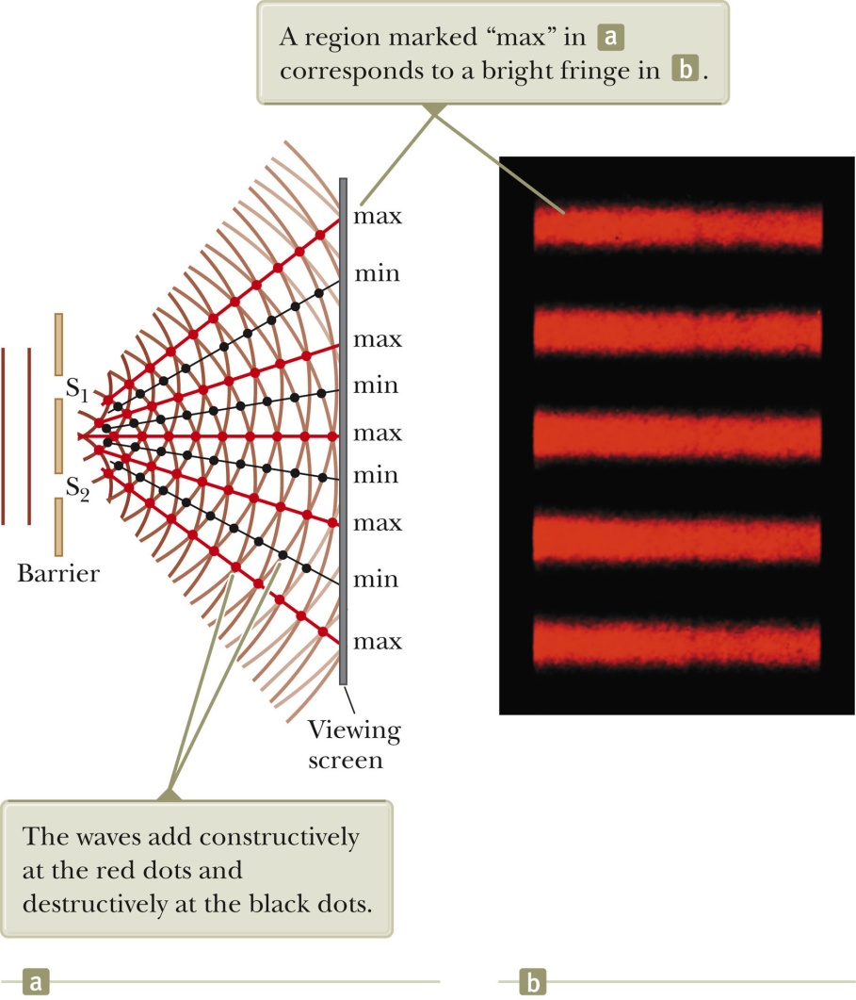 A region marked “max” in a
corresponds to a bright fringe in b.
max
min
max
min
max
min
max
min
max
S1
S2
Barrier
Viewing
screen
The waves add constructively
at the red dots and
destructively at the black dots.
a
b